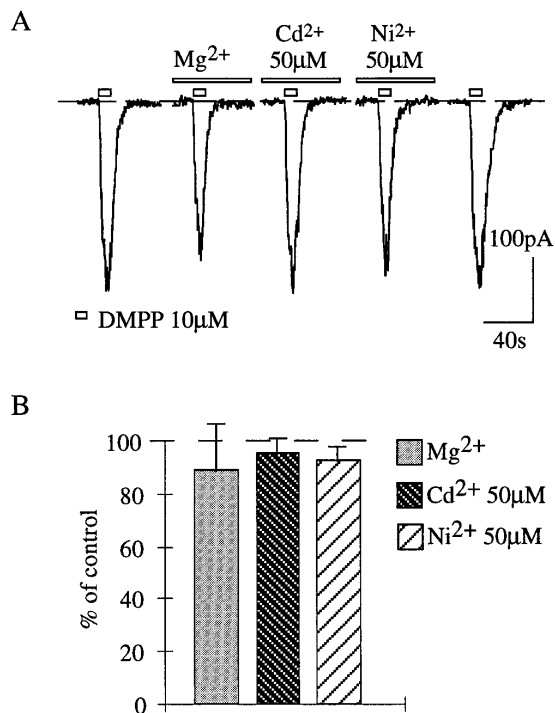 A
Mg2+
Cd2+
50μM
Ni2+
50μM
100pA
40s
DMPP 10μM
B
100
80
60
40
20
0
% of control
Mg2+
Cd2+ 50μM
Ni2+ 50μM